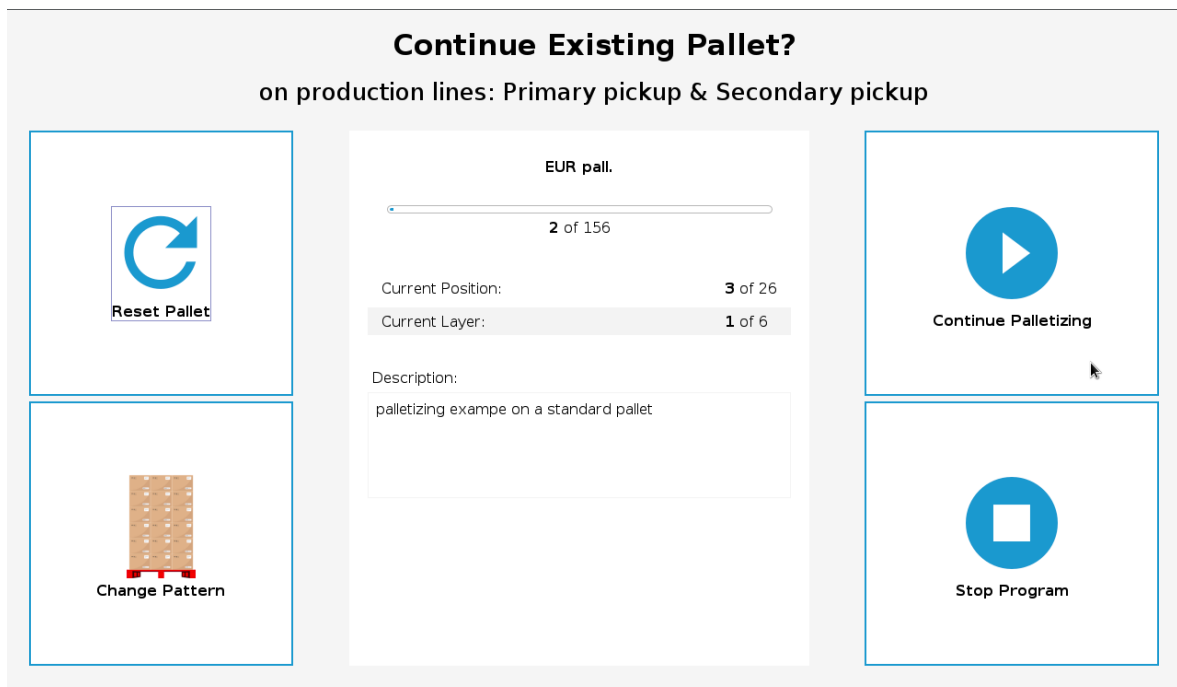 Continue Existing Pallet?
on production lines: Primary pickup & Secondary pickup
Reset Pallet
Change Pattern
EUR pall.
2 of 156
Current Position: 3 of 26
Current Layer: 1 of 6
Description:
palletizing exampe on a standard pallet
Continue Palletizing
Stop Program